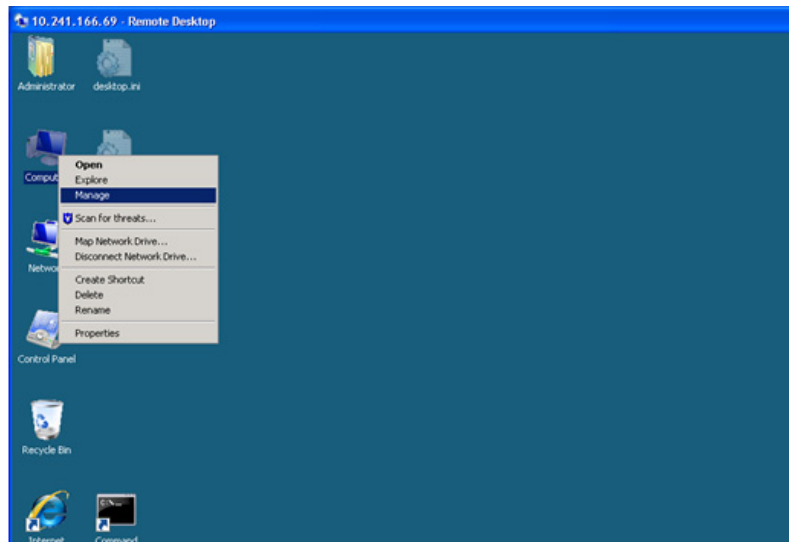 10.241.166.69 - Remote Desktop
Administrator
desktop.ini
Comput
Open
Explore
Manage
Scan for threats...
Map Network Drive...
Disconnect Network Drive...
Networ
Create Shortcut
Delete
Rename
Properties
Control Panel
Recycle Bin
C:\_
Internet
Command